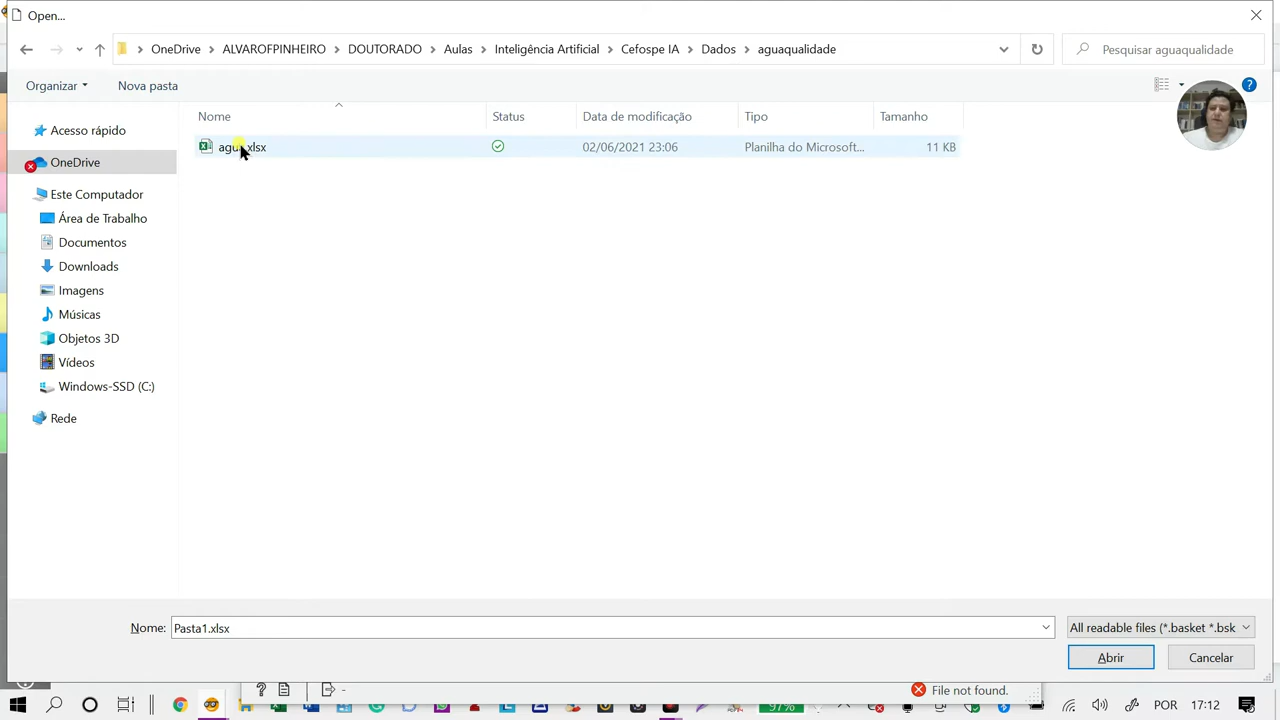 Open...
OneDrive > ALVAROFPINHEIRO > DOUTORADO > Aulas > Inteligência Artificial > Cefospe IA > Dados > aguaqualidade
Pesquisar aguaqualidade
Organizar
Nova pasta
Nome
Status
Data de modificação
Tipo
Tamanho
Acesso rápido
OneDrive
Este Computador
Área de Trabalho
Documentos
Downloads
Imagens
Músicas
Objetos 3D
Vídeos
Windows-SSD (C:)
Rede
agua.xlsx
02/06/2021 23:06
Planilha do Microsoft...
11 KB
Nome: Pasta1.xlsx
All readable files (*.basket *.bsk
Abrir
Cancelar
? -
File not found.
97%
POR
17:12